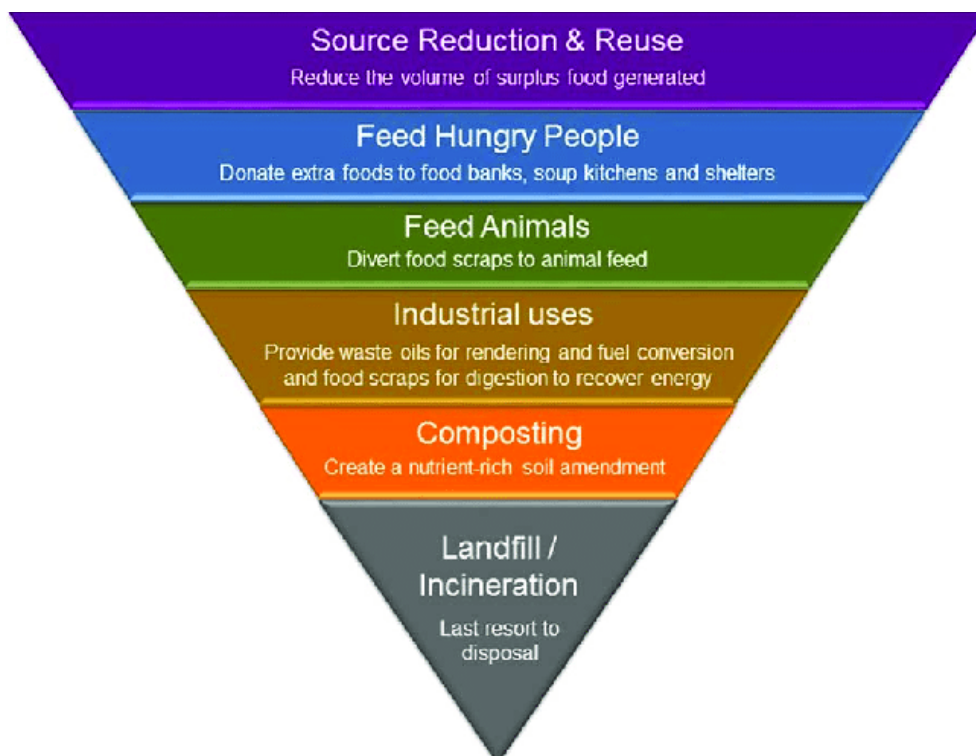 Source Reduction & Reuse
Reduce the volume of surplus food generated
Feed Hungry People
Donate extra foods to food banks, soup kitchens and shelters
Feed Animals
Divert food scraps to animal feed
Industrial uses
Provide waste oils for rendering and fuel conversion
and food scraps for digestion to recover energy
Composting
Create a nutrient-rich soil amendment
Landfill /
Incineration
Last resort to
disposal